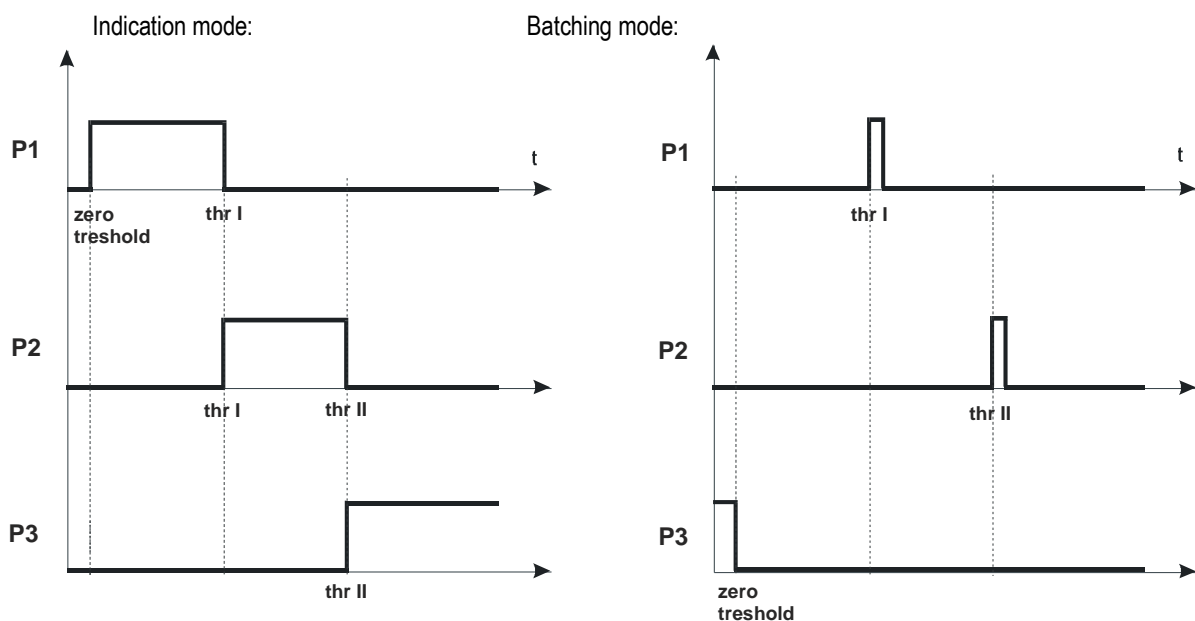 Indication mode:
P1
t
zero
treshold
thr I
P2
thr I
thr II
P3
thr II
Batching mode:
P1
t
thr I
P2
thr II
P3
zero
treshold